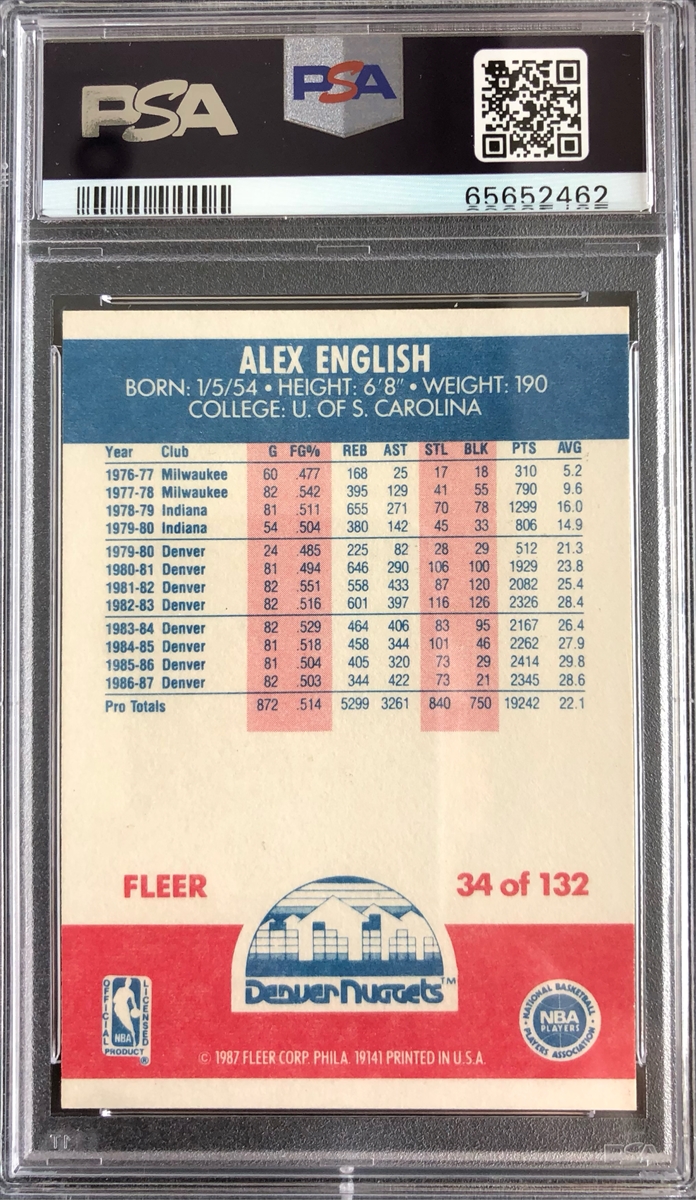 PSA PSA
65652462
ALEX ENGLISH
BORN: 1/5/54 • HEIGHT: 6'8" • WEIGHT: 190
COLLEGE: U. OF S. CAROLINA
Year Club G FG% REB AST STL BLK PTS AVG
1976-77 Milwaukee 60 .477 168 25 17 18 310 5.2
1977-78 Milwaukee 82 .542 395 129 41 55 790 9.6
1978-79 Indiana 81 .511 655 271 70 78 1299 16.0
1979-80 Indiana 54 .504 380 142 45 33 806 14.9
1979-80 Denver 24 .485 225 82 28 29 512 21.3
1980-81 Denver 81 .494 646 290 106 100 1929 23.8
1981-82 Denver 82 .551 558 433 87 120 2082 25.4
1982-83 Denver 82 .516 601 397 116 126 2326 28.4
1983-84 Denver 82 .529 464 406 83 95 2167 26.4
1984-85 Denver 81 .518 458 344 101 46 2262 27.9
1985-86 Denver 81 .504 405 320 73 29 2414 29.8
1986-87 Denver 82 .503 344 422 73 21 2345 28.6
Pro Totals 872 .514 5299 3261 840 750 19242 22.1
FLEER 34 of 132
Denver Nuggets™
OFFICIAL LICENSED
NBA
PRODUCT ®
NATIONAL BASKETBALL
NBA
PLAYERS
PLAYERS ASSOCIATION
© 1987 FLEER CORP. PHILA. 19141 PRINTED IN U.S.A.
PSA